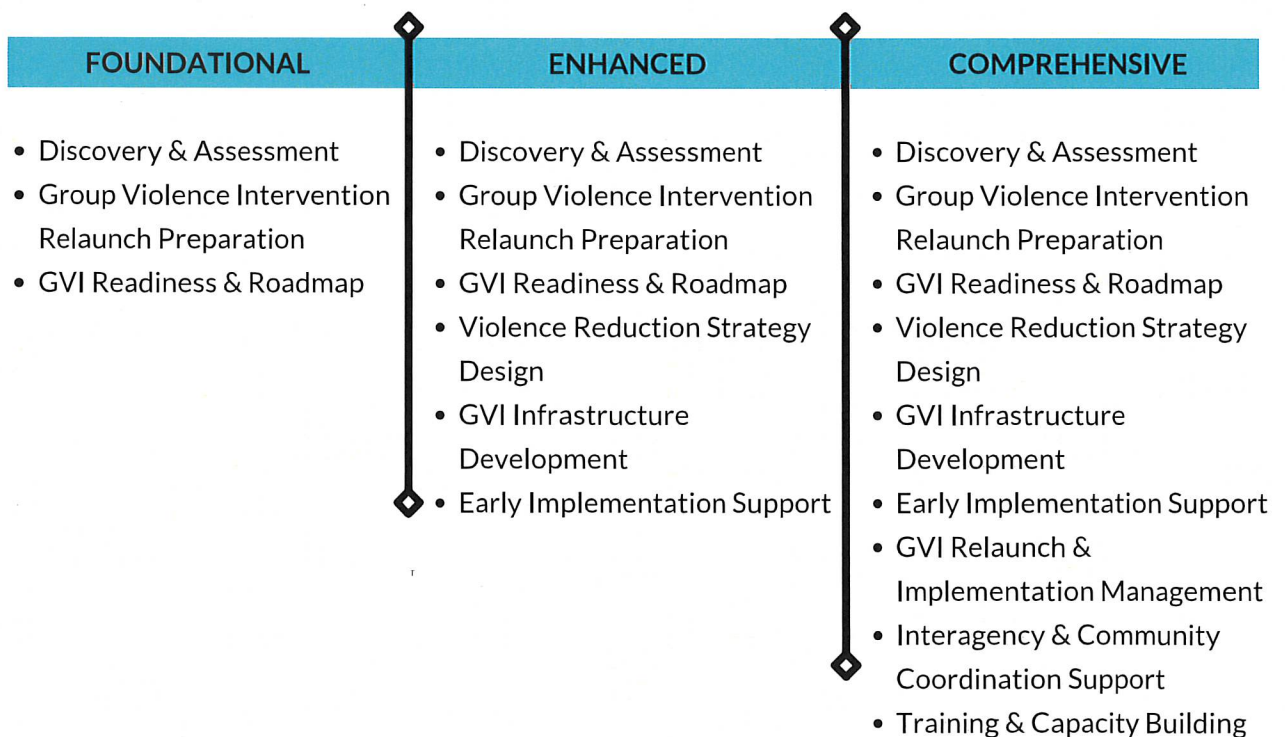 FOUNDATIONAL
• Discovery & Assessment
• Group Violence Intervention
Relaunch Preparation
• GVI Readiness & Roadmap
ENHANCED
• Discovery & Assessment
• Group Violence Intervention
Relaunch Preparation
• GVI Readiness & Roadmap
• Violence Reduction Strategy
Design
• GVI Infrastructure
Development
• Early Implementation Support
COMPREHENSIVE
• Discovery & Assessment
• Group Violence Intervention
Relaunch Preparation
• GVI Readiness & Roadmap
• Violence Reduction Strategy
Design
• GVI Infrastructure
Development
• Early Implementation Support
• GVI Relaunch &
Implementation Management
• Interagency & Community
Coordination Support
• Training & Capacity Building